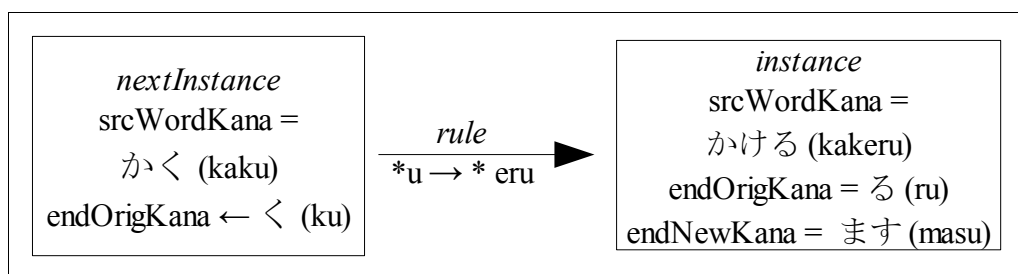 nextInstance
srcWordKana =
かく (kaku)
endOrigKana ← く (ku)
rule
*u → * eru
instance
srcWordKana =
かける (kakeru)
endOrigKana = る (ru)
endNewKana = ます (masu)